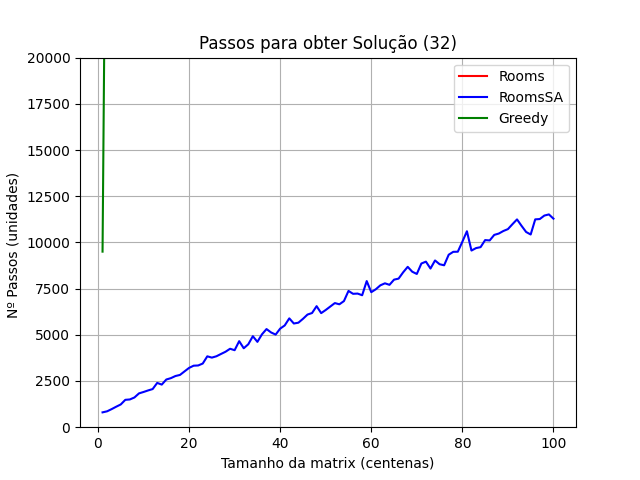 Passos para obter Solução (32)
Nº Passos (unidades)
20000
17500
15000
12500
10000
7500
5000
2500
0
Rooms
RoomsSA
Greedy
0 20 40 60 80 100
Tamanho da matrix (centenas)